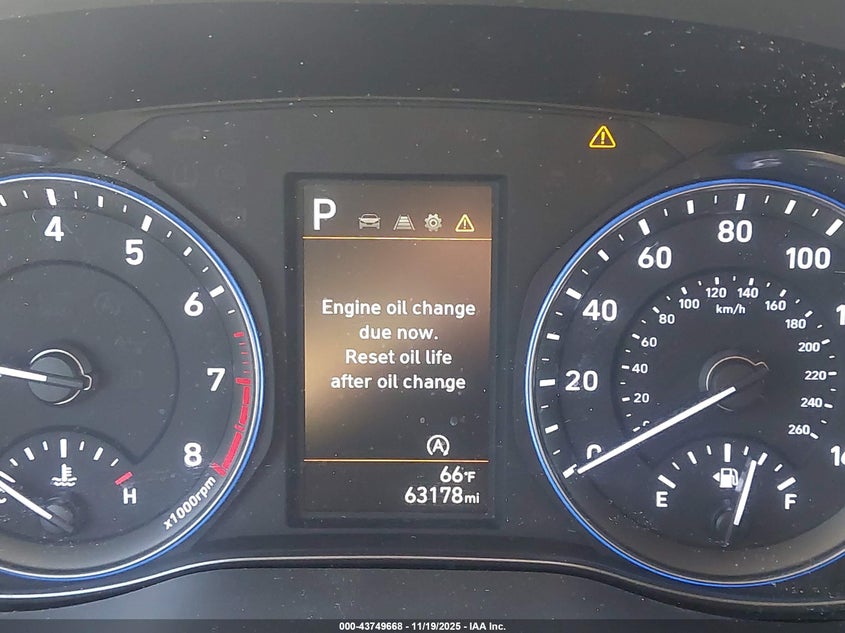 P
Engine oil change
due now.
Reset oil life
after oil change
A
66°F
63178mi
4
5
6
7
8
x1000rpm
C
H
0
20
40
60
80
100
20
40
60
80
100
120
140
160
180
200
220
240
260
km/h
E
F
000-43749668 - 11/19/2025 - IAA Inc.